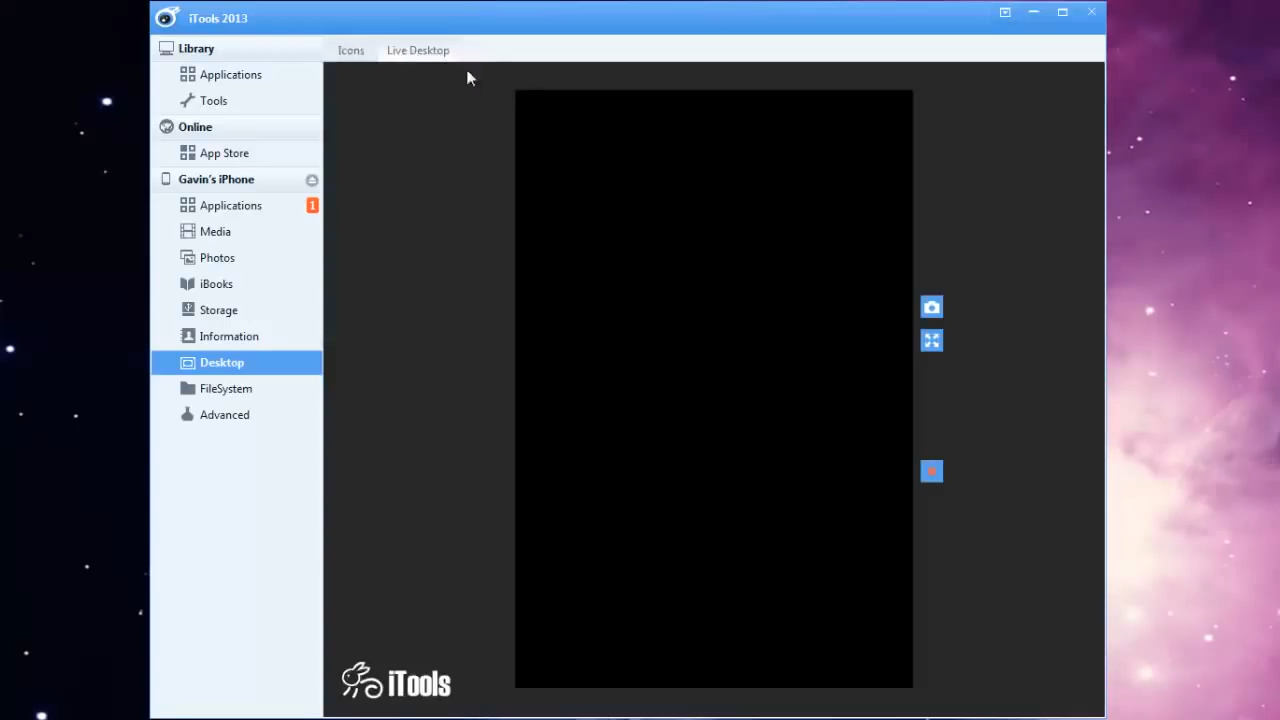 iTools 2013
Library
Icons
Live Desktop
Applications
Tools
Online
App Store
Gavin's iPhone
Applications
1
Media
Photos
iBooks
Storage
Information
Desktop
FileSystem
Advanced
iTools